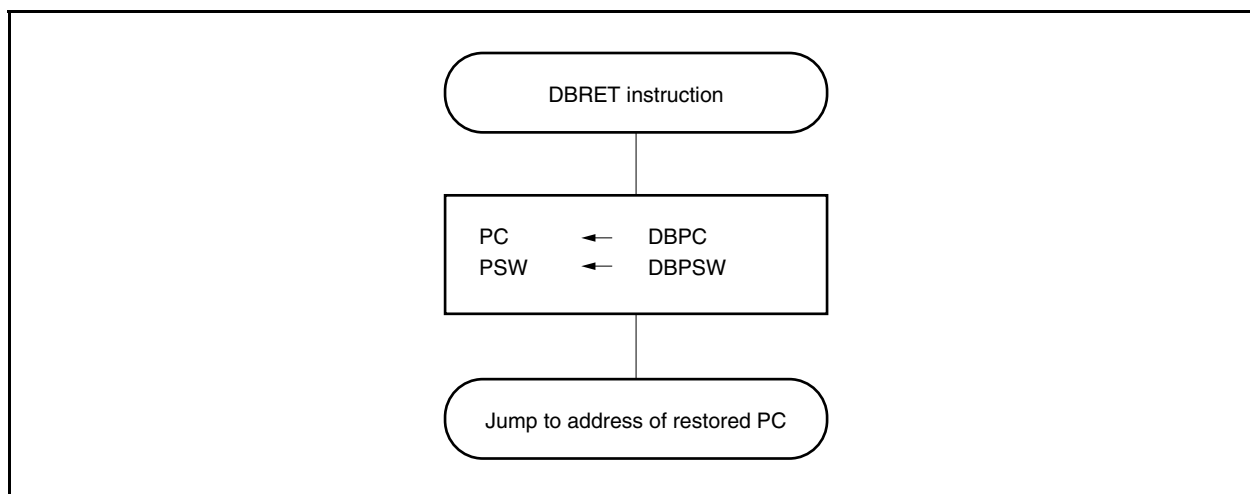 DBRET instruction
PC ← DBPC
PSW ← DBPSW
Jump to address of restored PC